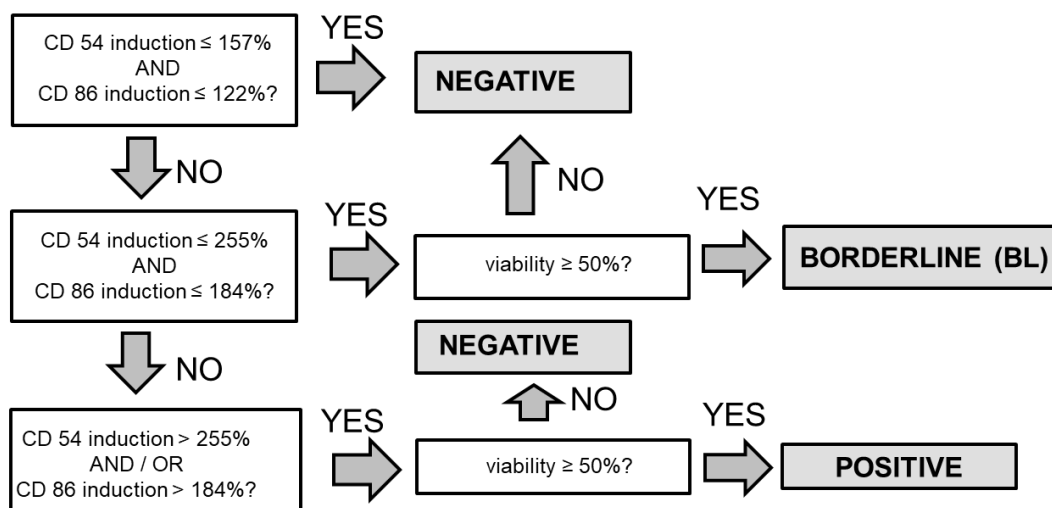 CD 54 induction ≤ 157%
AND
CD 86 induction ≤ 122%?
YES
NEGATIVE
NO
NO
CD 54 induction ≤ 255%
AND
CD 86 induction ≤ 184%?
YES
viability ≥ 50%?
YES
BORDERLINE (BL)
NO
NEGATIVE
NO
CD 54 induction > 255%
AND / OR
CD 86 induction > 184%?
YES
viability ≥ 50%?
YES
POSITIVE